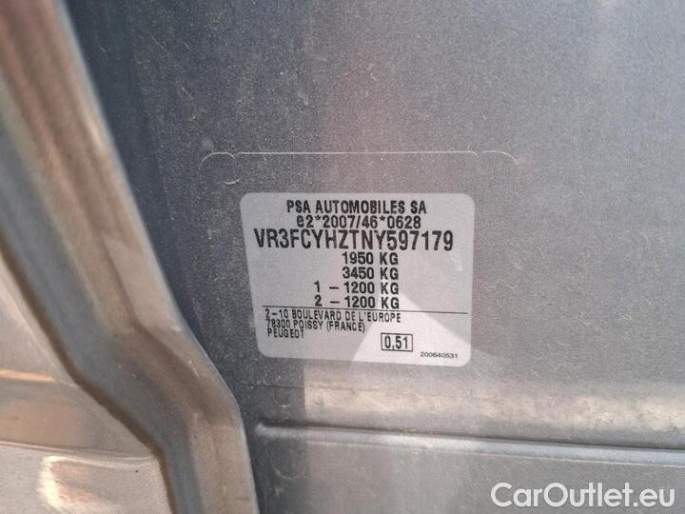 PSA AUTOMOBILES SA
e2*2007/46*0628
VR3FCYHZTNY597179
1950 KG
3450 KG
1 - 1200 KG
2 - 1200 KG
2-10 BOULEVARD DE L'EUROPE
78300 POISSY (FRANCE)
PEUGEOT
0,51
200640531
CarOutlet.eu